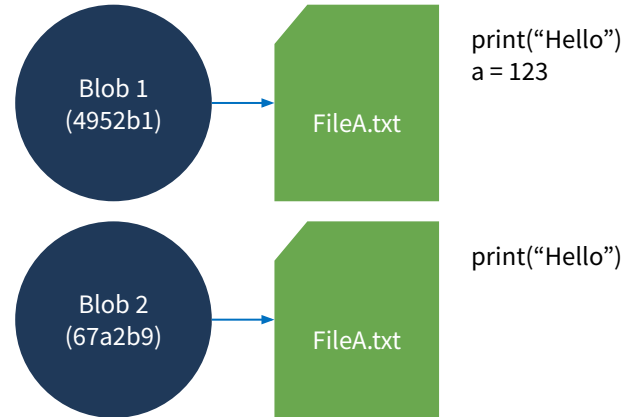 Blob 1
(4952b1)
FileA.txt
print(“Hello”)
a = 123
Blob 2
(67a2b9)
FileA.txt
print(“Hello”)